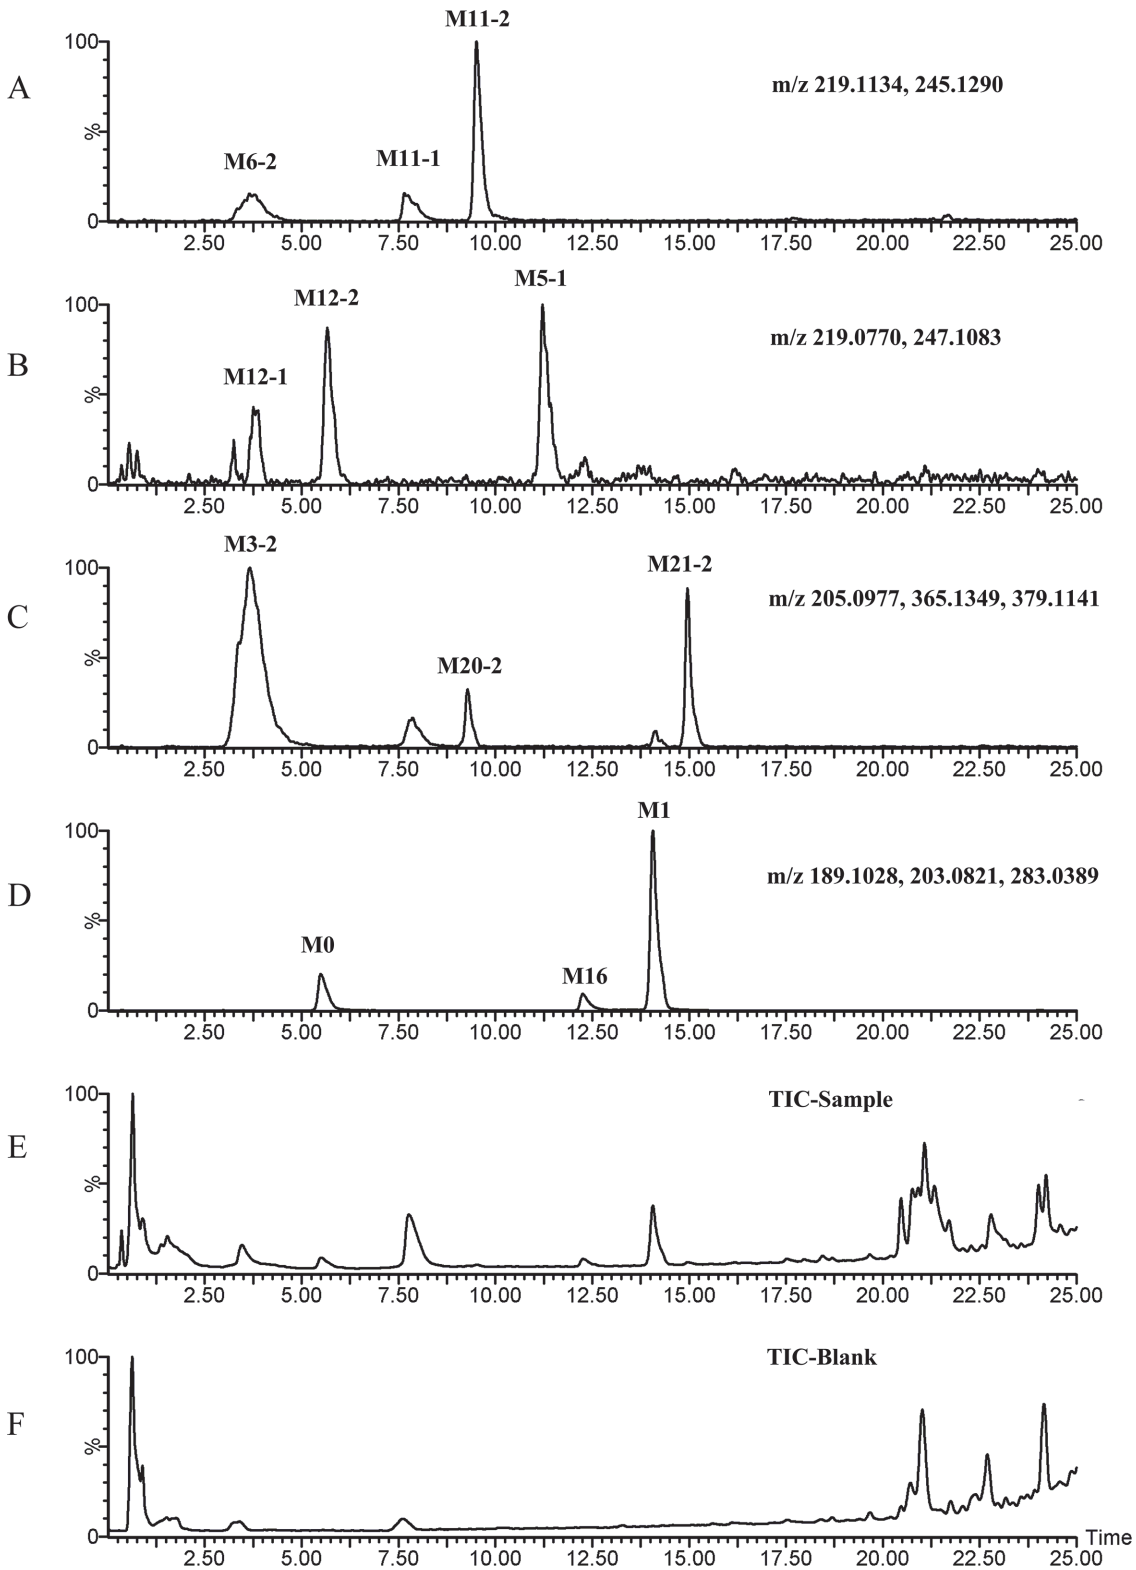 M11-2
A
100
m/z 219.1134, 245.1290
%
M6-2
M11-1
0
2.50 5.00 7.50 10.00 12.50 15.00 17.50 20.00 22.50 25.00
M5-1
M12-2
B
100
m/z 219.0770, 247.1083
M12-1
%
0
2.50 5.00 7.50 10.00 12.50 15.00 17.50 20.00 22.50 25.00
M3-2
M21-2
C
100
m/z 205.0977, 365.1349, 379.1141
%
M20-2
0
2.50 5.00 7.50 10.00 12.50 15.00 17.50 20.00 22.50 25.00
M1
D
100
m/z 189.1028, 203.0821, 283.0389
%
M0
M16
0
2.50 5.00 7.50 10.00 12.50 15.00 17.50 20.00 22.50 25.00
E
100
TIC-Sample
%
0
2.50 5.00 7.50 10.00 12.50 15.00 17.50 20.00 22.50 25.00
F
100
TIC-Blank
%
0
Time
2.50 5.00 7.50 10.00 12.50 15.00 17.50 20.00 22.50 25.00